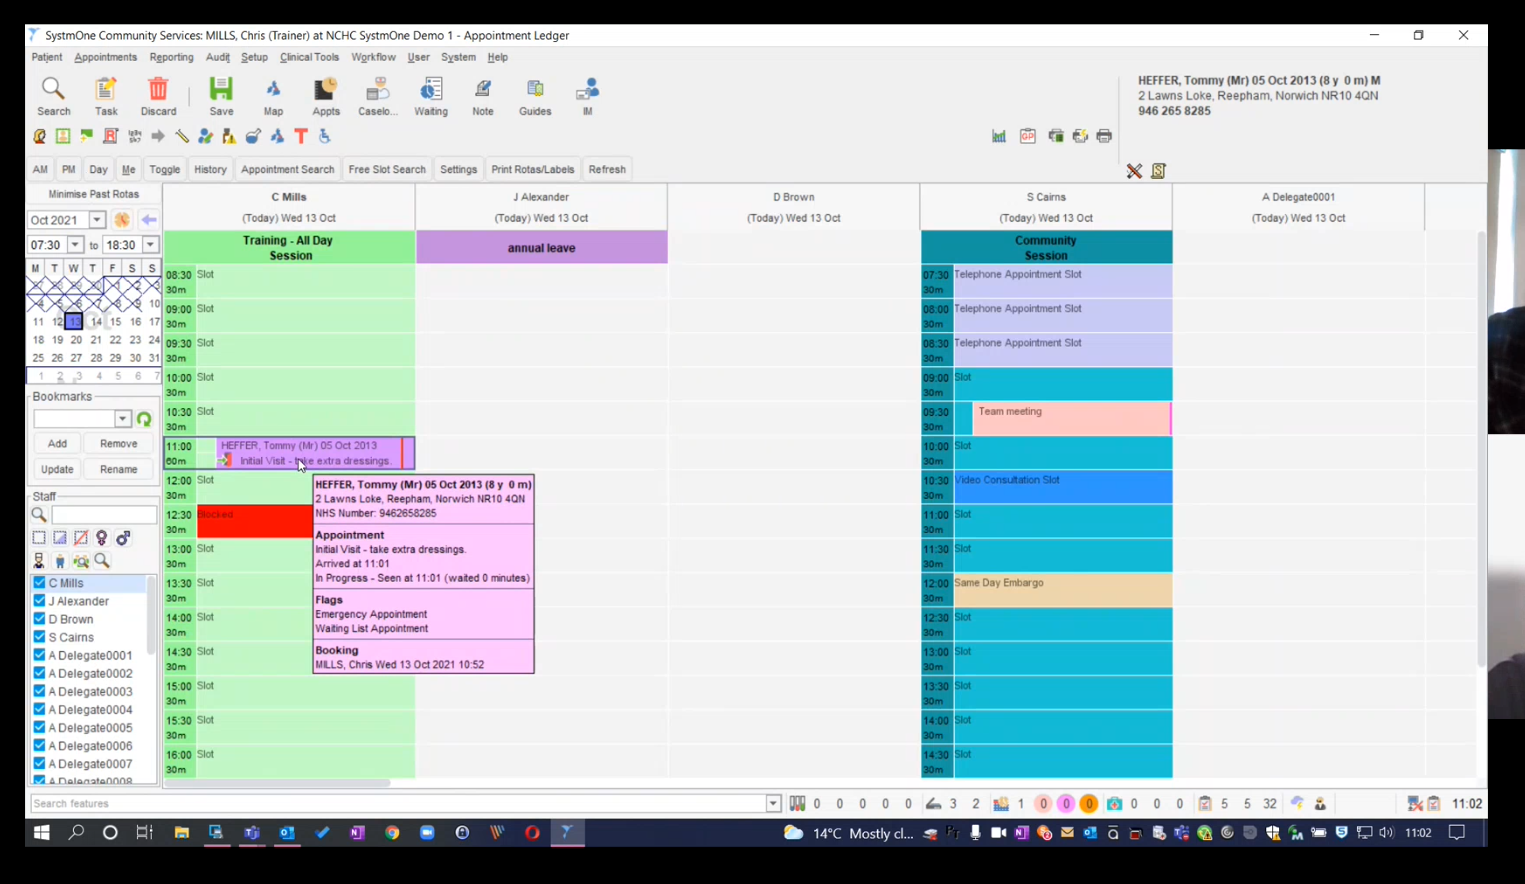 SystmOne Community Services: MILLS, Chris (Trainer) at NCHC SystmOne Demo 1 - Appointment Ledger
Patient Appointments Reporting Audit Setup Clinical Tools Workflow User System Help
Search Task Discard Save Map Appts Caselo... Waiting Note Guides IM
HEFFER, Tommy (Mr) 05 Oct 2013 (8 y 0 m) M
2 Lawns Loke, Reepham, Norwich NR10 4QN
946 265 8285
AM PM Day Me Toggle History Appointment Search Free Slot Search Settings Print Rotas/Labels Refresh
Minimise Past Rotas
Oct 2021
07:30 to 18:30
M T W T F S S
10
11 12 13 14 15 16 17
18 19 20 21 22 23 24
25 26 27 28 29 30 31
1 2 3 4 5 6 7
Bookmarks
Add Remove
Update Rename
Staff
C Mills
J Alexander
D Brown
S Cairns
A Delegate0001
A Delegate0002
A Delegate0003
A Delegate0004
A Delegate0005
A Delegate0006
A Delegate0007
A Delegate0008
C Mills
(Today) Wed 13 Oct
Training - All Day
Session
08:30 Slot
30m
09:00 Slot
30m
09:30 Slot
30m
10:00 Slot
30m
10:30 Slot
30m
11:00 HEFFER, Tommy (Mr) 05 Oct 2013
60m Initial Visit - take extra dressings.
12:00 Slot
30m
12:30 Blocked
30m
13:00 Slot
30m
13:30 Slot
30m
14:00 Slot
30m
14:30 Slot
30m
15:00 Slot
30m
15:30 Slot
30m
16:00 Slot
30m
HEFFER, Tommy (Mr) 05 Oct 2013 (8 y 0 m)
2 Lawns Loke, Reepham, Norwich NR10 4QN
NHS Number: 9462658285
Appointment
Initial Visit - take extra dressings.
Arrived at 11:01
In Progress - Seen at 11:01 (waited 0 minutes)
Flags
Emergency Appointment
Waiting List Appointment
Booking
MILLS, Chris Wed 13 Oct 2021 10:52
J Alexander
(Today) Wed 13 Oct
annual leave
D Brown
(Today) Wed 13 Oct
S Cairns
(Today) Wed 13 Oct
Community
Session
07:30 Telephone Appointment Slot
30m
08:00 Telephone Appointment Slot
30m
08:30 Telephone Appointment Slot
30m
09:00 Slot
30m
09:30 Team meeting
30m
10:00 Slot
30m
10:30 Video Consultation Slot
30m
11:00 Slot
30m
11:30 Slot
30m
12:00 Same Day Embargo
30m
12:30 Slot
30m
13:00 Slot
30m
13:30 Slot
30m
14:00 Slot
30m
14:30 Slot
30m
A Delegate0001
(Today) Wed 13 Oct
Search features
0 0 0 0 0 3 2 1 0 0 0 0 0 0 5 5 32 11:02
14°C Mostly cl... 11:02